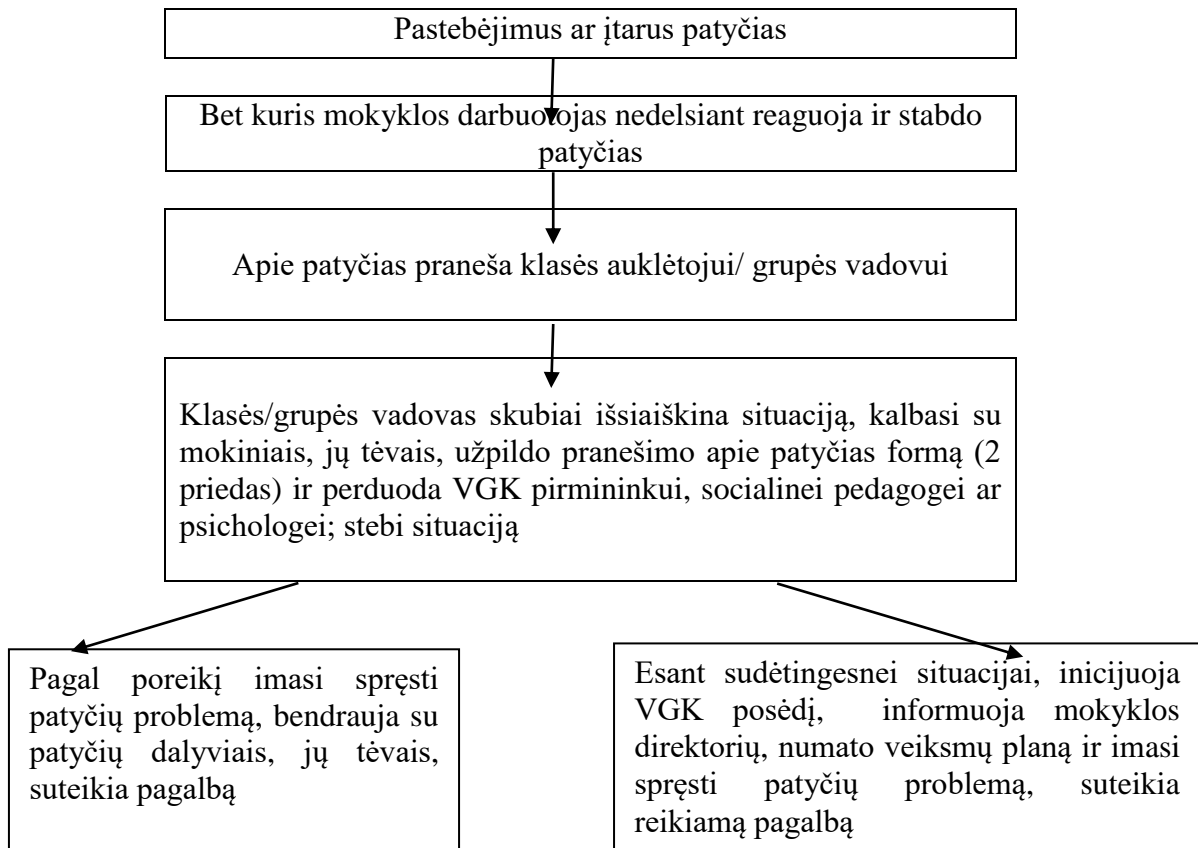 Pastebėjimus ar įtarus patyčias
Bet kuris mokyklos darbuotojas nedelsiant reaguoja ir stabdo
patyčias
Apie patyčias praneša klasės auklėtojui/ grupės vadovui
Klasės/grupės vadovas skubiai išsiaiškina situaciją, kalbasi su
mokiniais, jų tėvais, užpildo pranešimo apie patyčias formą (2
priedas) ir perduoda VGK pirmininkui, socialinei pedagogei ar
psichologei; stebi situaciją
Pagal poreikį imasi spręsti
patyčių problemą, bendrauja su
patyčių dalyviais, jų tėvais,
suteikia pagalbą
Esant sudėtingesnei situacijai, inicijuoja
VGK posėdį, informuoja mokyklos
direktorių, numato veiksmų planą ir imasi
spręsti patyčių problemą, suteikia
reikiamą pagalbą